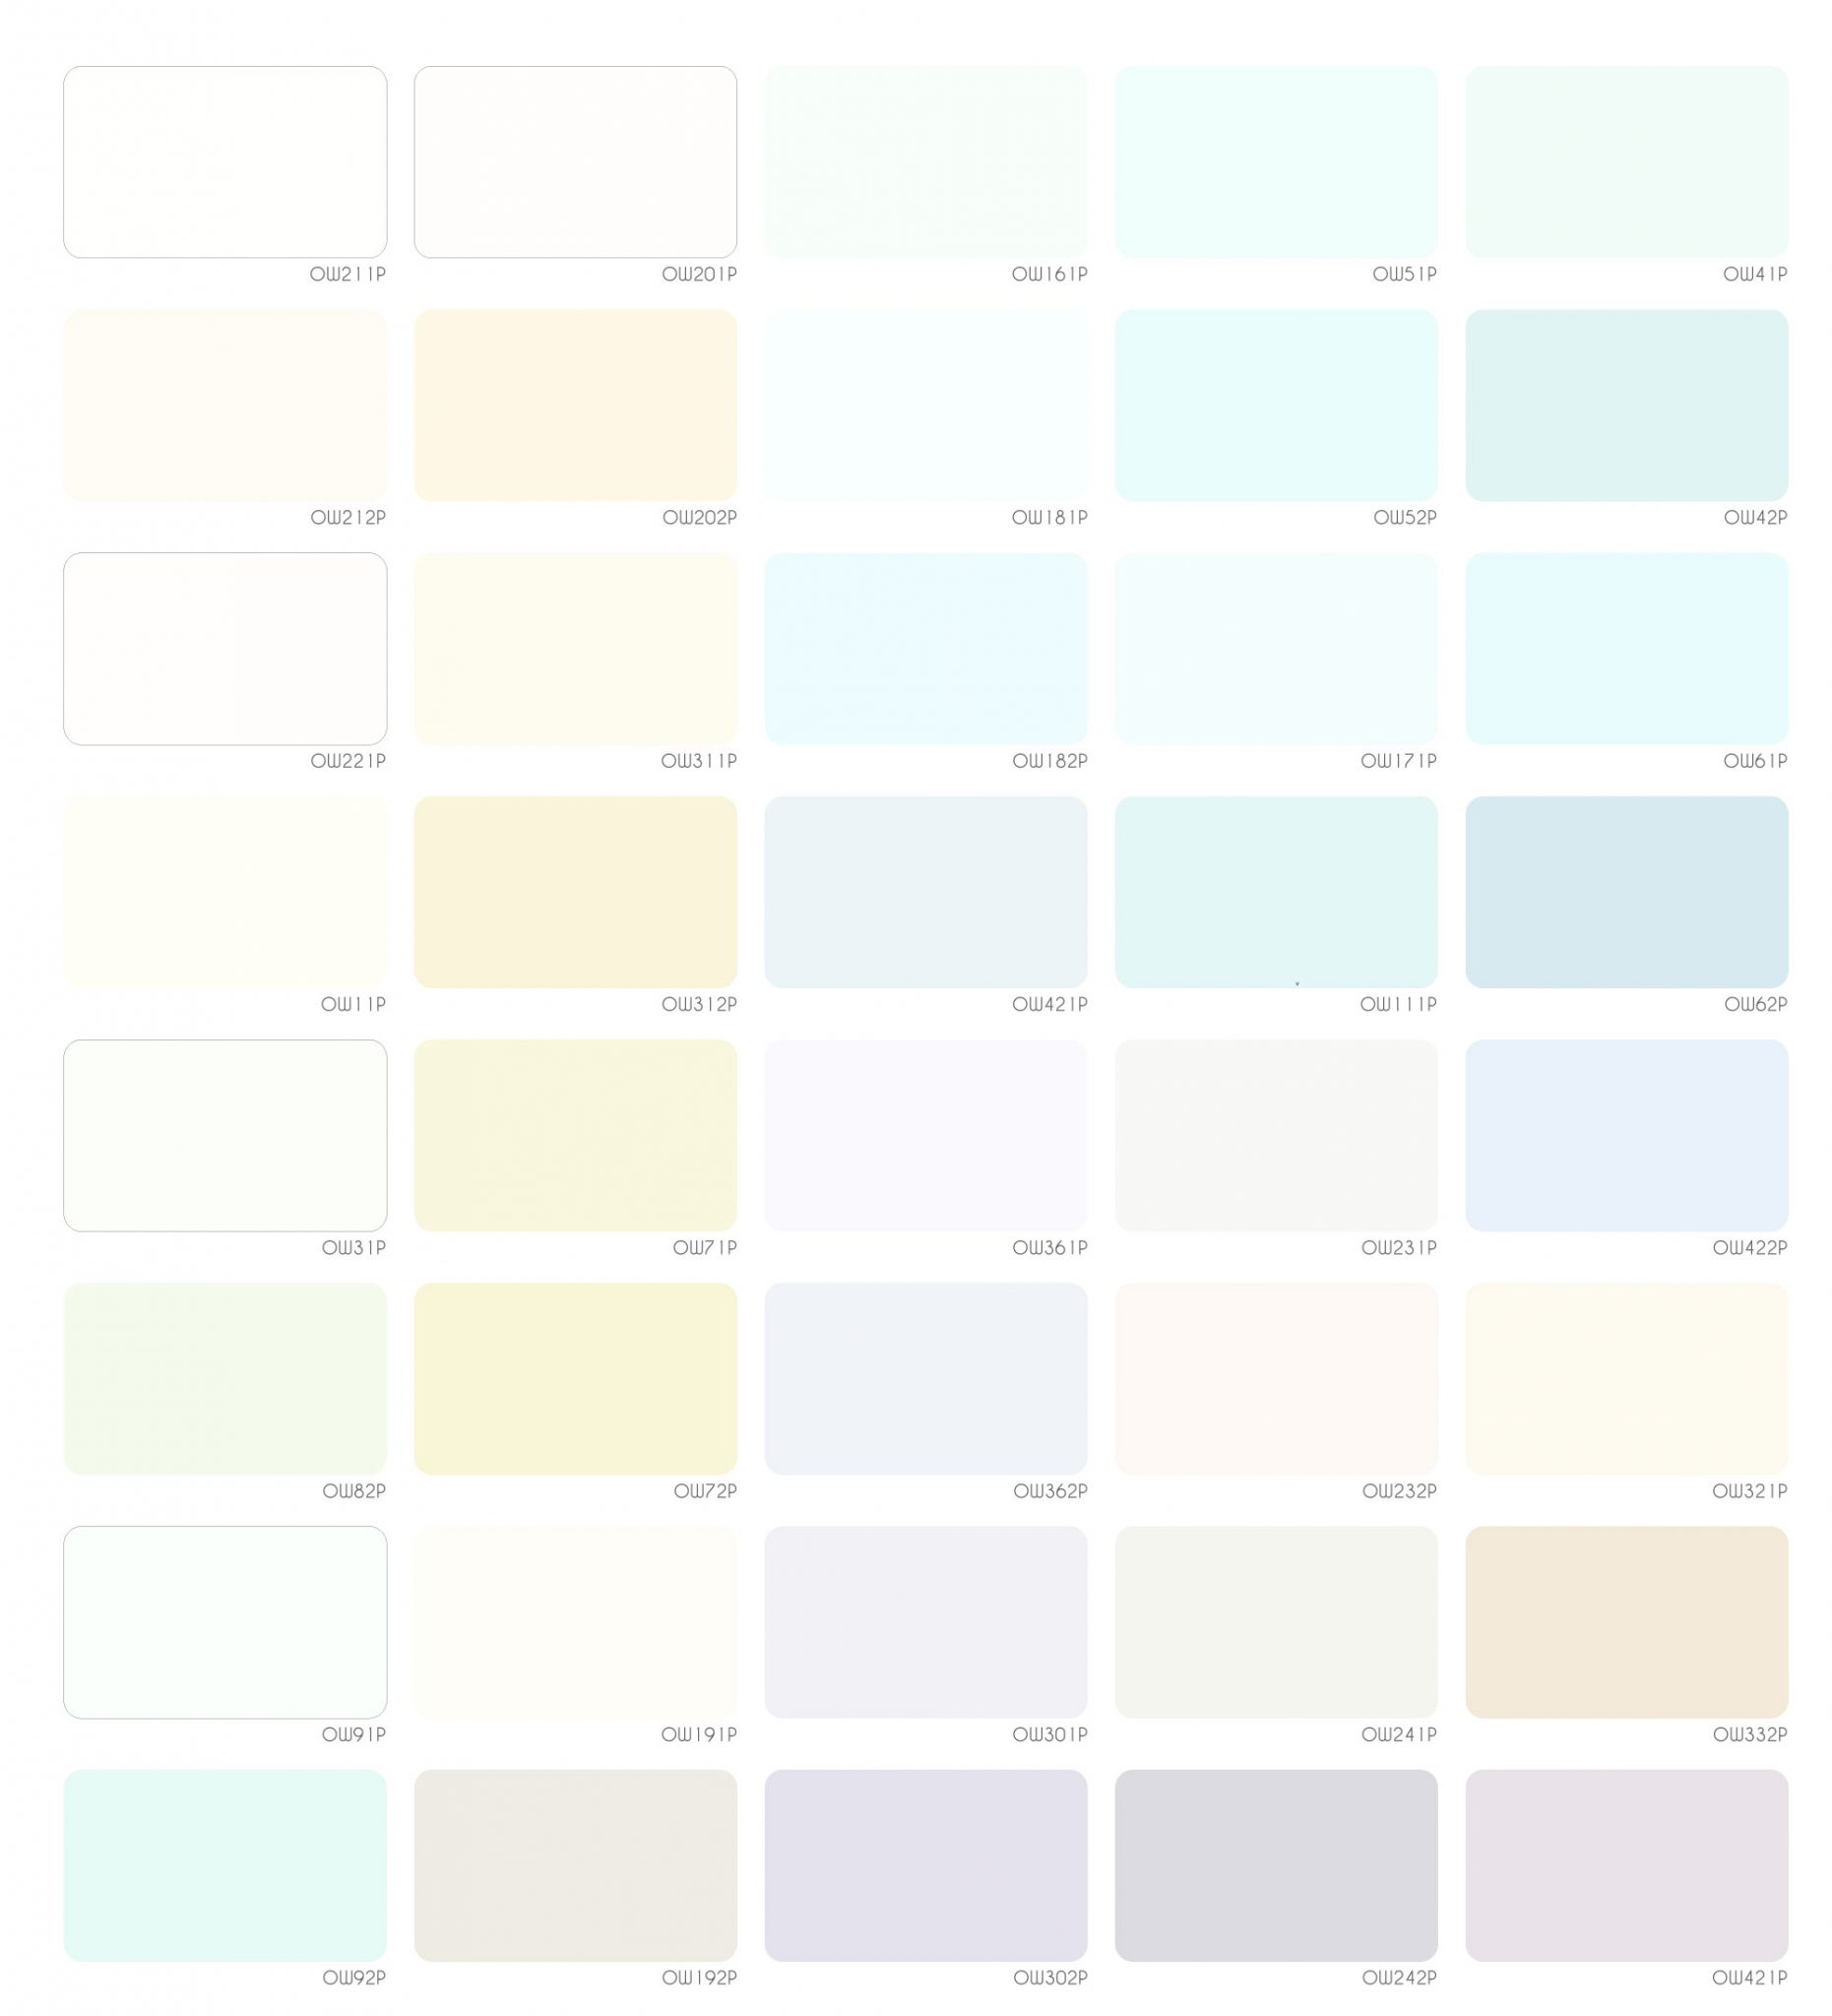 OW211P OW201P OW161P OW51P OW41P
OW212P OW202P OW181P OW52P OW42P
OW221P OW311P OW182P OW171P OW61P
OW11P OW312P OW421P OW111P OW62P
OW31P OW71P OW361P OW231P OW422P
OW82P OW72P OW362P OW232P OW321P
OW91P OW191P OW301P OW241P OW332P
OW92P OW192P OW302P OW242P OW421P